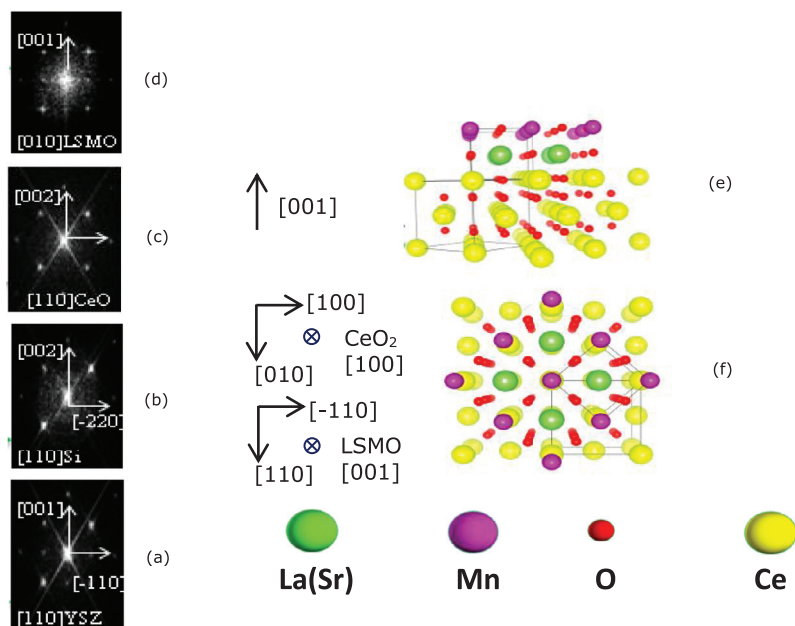 [001]
[010]LSMO
(d)
[002]
[110]CeO
(c)
[002]
[-220]
[110]Si
(b)
[001]
[-110]
[110]YSZ
(a)
[001]
[100]
CeO₂
[100]
[010]
[-110]
LSMO
[001]
[110]
(e)
(f)
La(Sr)
Mn
O
Ce